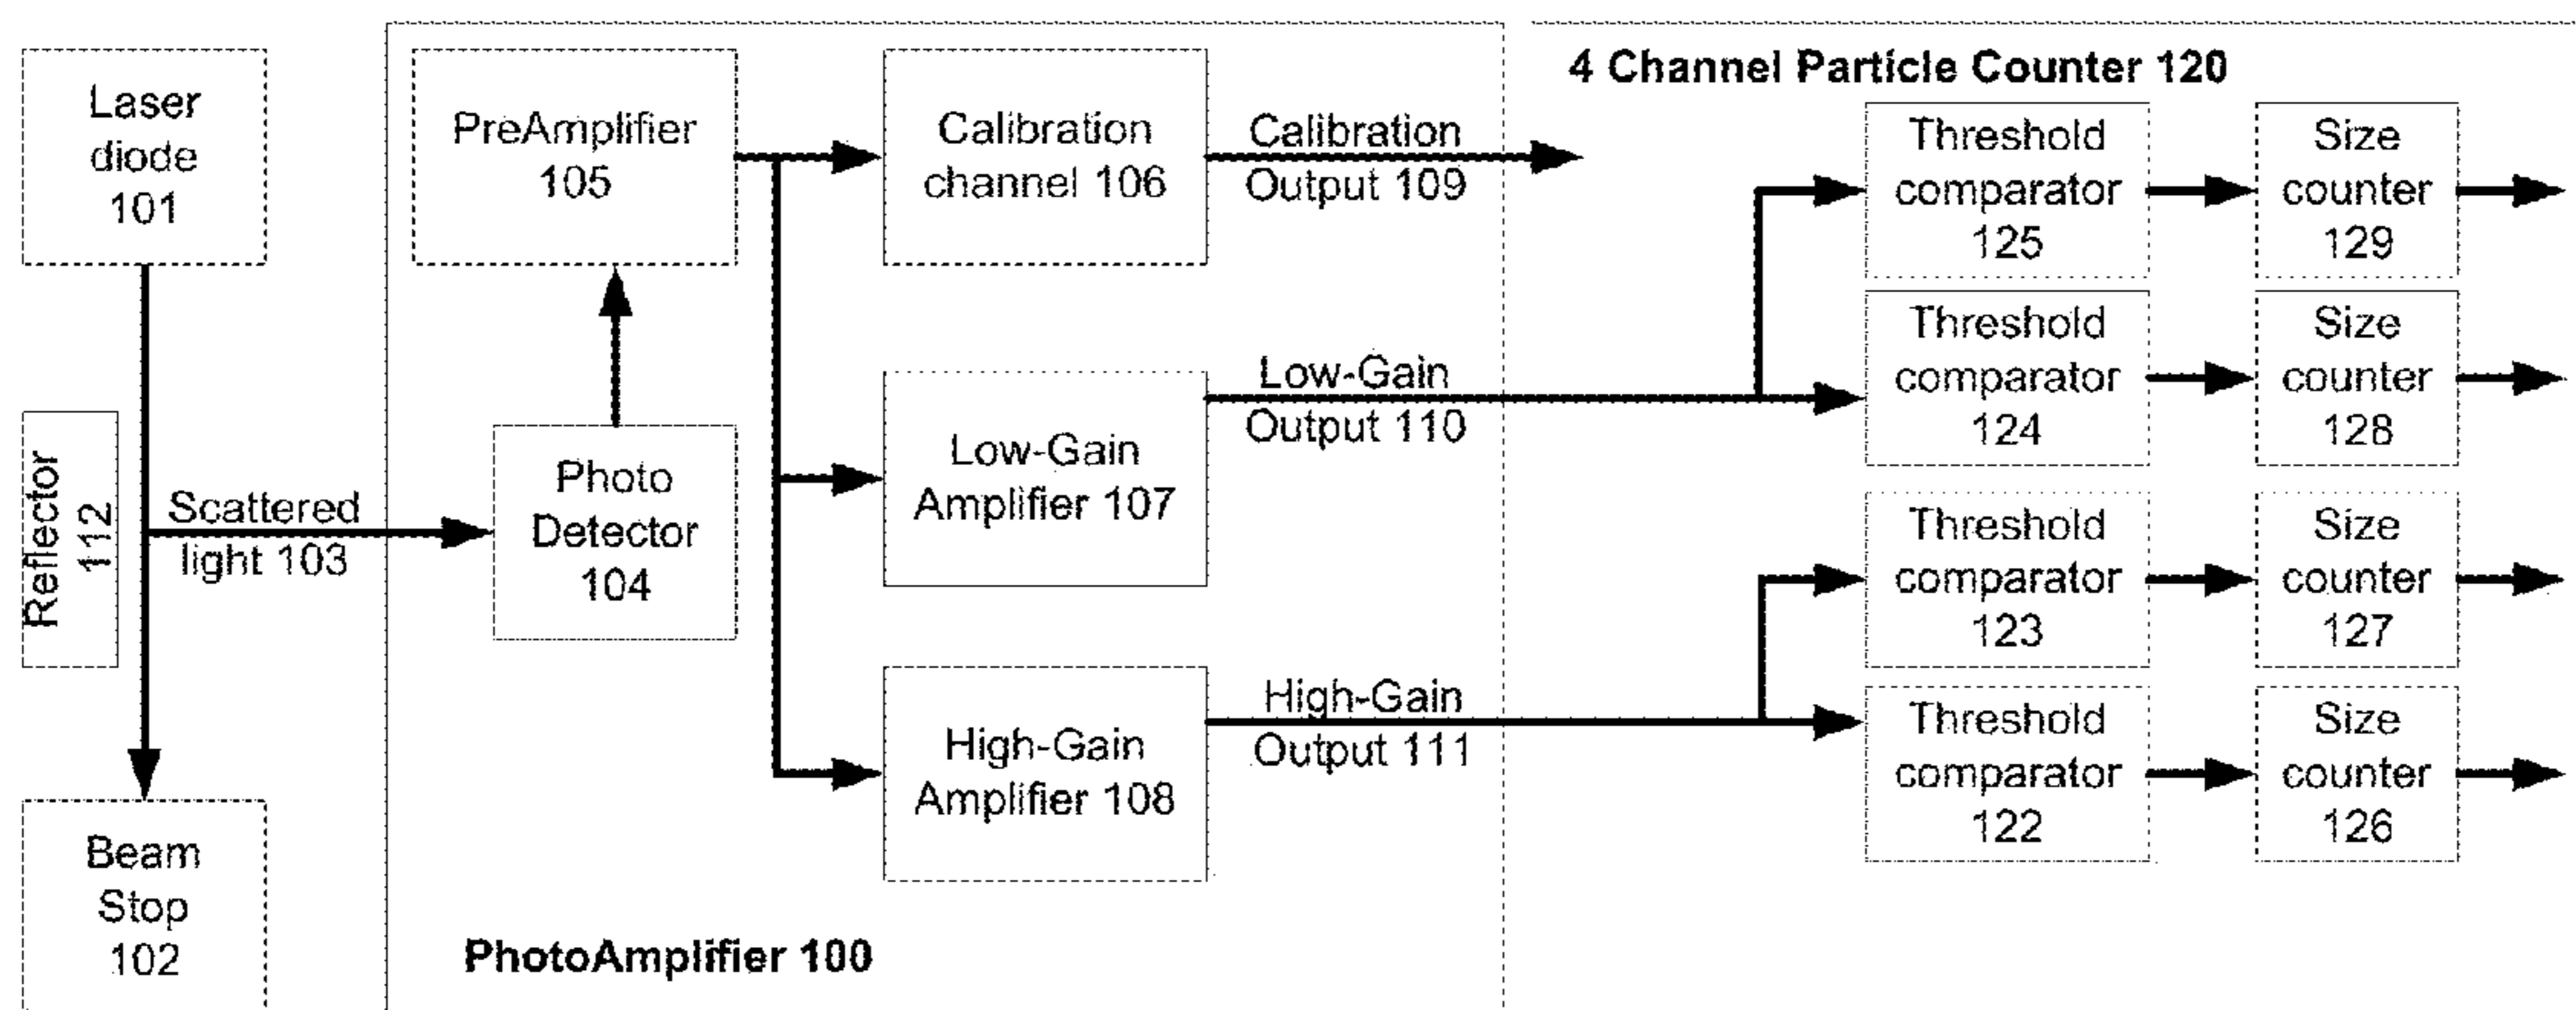 Laser
diode
101
Reflector
112
Scattered
light 103
Beam
Stop
102
PreAmplifier
105
Photo
Detector
104
Calibration
channel 106
Low-Gain
Amplifier 107
High-Gain
Amplifier 108
PhotoAmplifier 100
Calibration
Output 109
Low-Gain
Output 110
High-Gain
Output 111
4 Channel Particle Counter 120
Threshold
comparator
125
Size
counter
129
Threshold
comparator
124
Size
counter
128
Threshold
comparator
123
Size
counter
127
Threshold
comparator
122
Size
counter
126